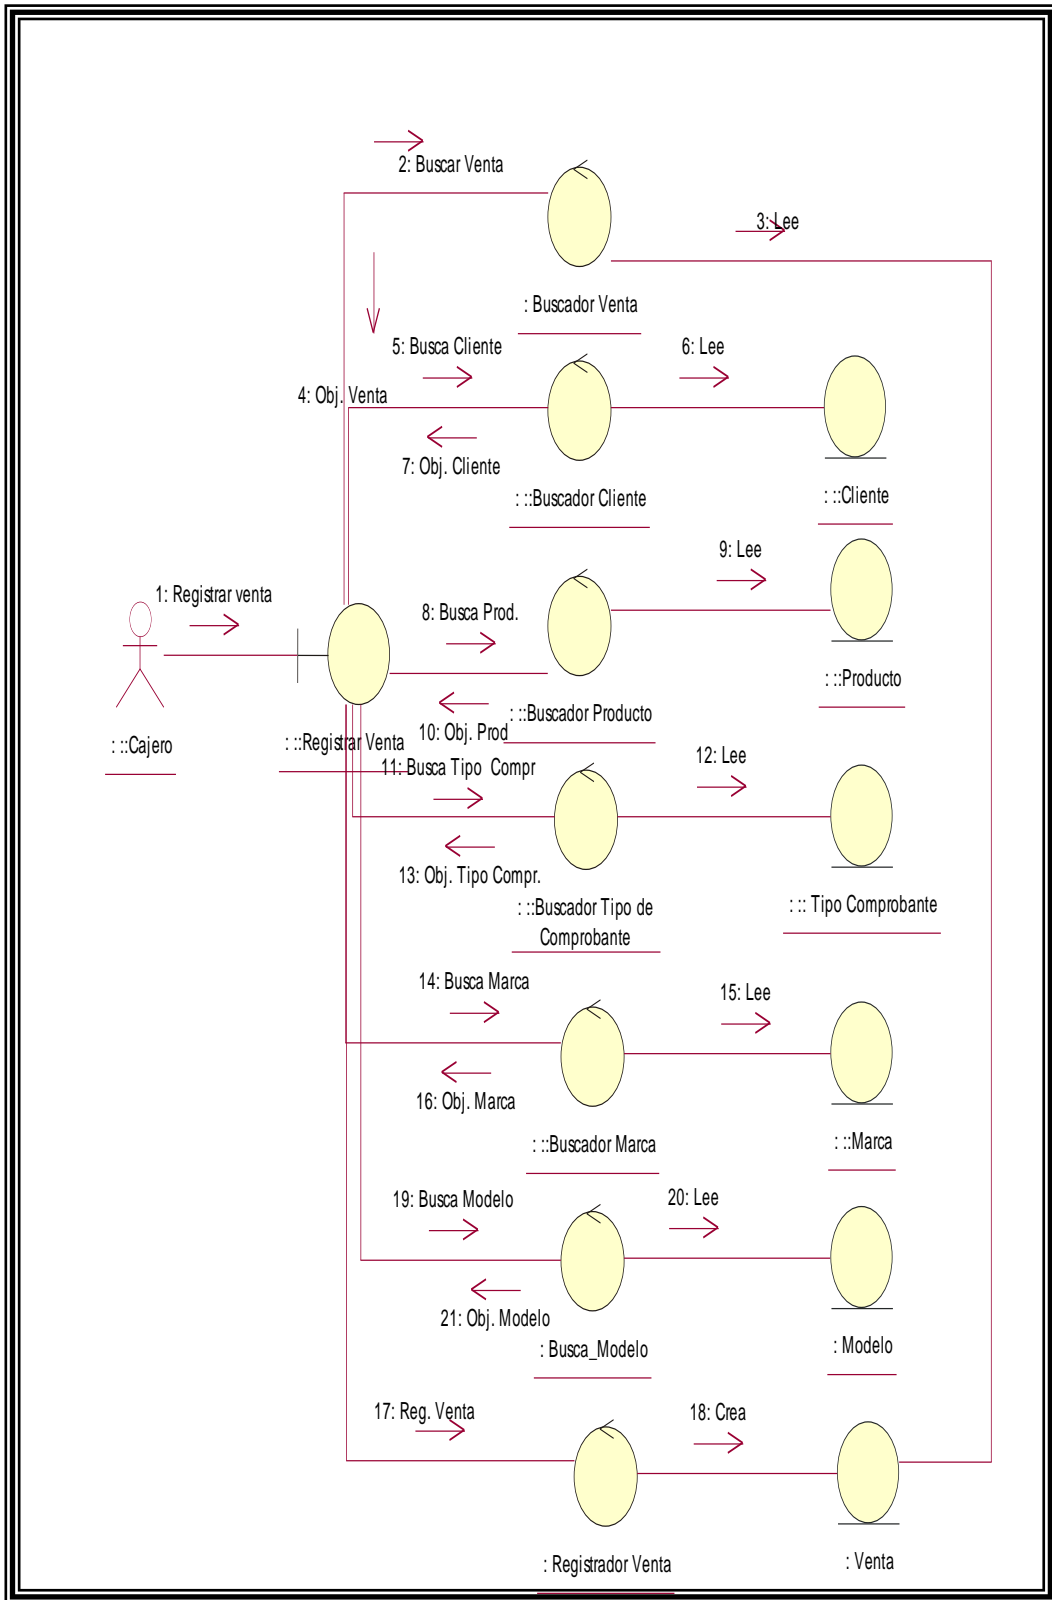 2: Buscar Venta
3: Lee
: Buscador Venta
5: Busca Cliente
6: Lee
4: Obj. Venta
7: Obj. Cliente
: ::Buscador Cliente
: ::Cliente
9: Lee
1: Registrar venta
8: Busca Prod.
: ::Producto
: ::Cajero
: ::Registrar Venta
10: Obj. Prod
: ::Buscador Producto
11: Busca Tipo Compr
12: Lee
13: Obj. Tipo Compr.
: ::Buscador Tipo de
Comprobante
: :: Tipo Comprobante
14: Busca Marca
15: Lee
16: Obj. Marca
: ::Buscador Marca
: ::Marca
19: Busca Modelo
20: Lee
21: Obj. Modelo
: Busca_Modelo
: Modelo
17: Reg. Venta
18: Crea
: Registrador Venta
: Venta